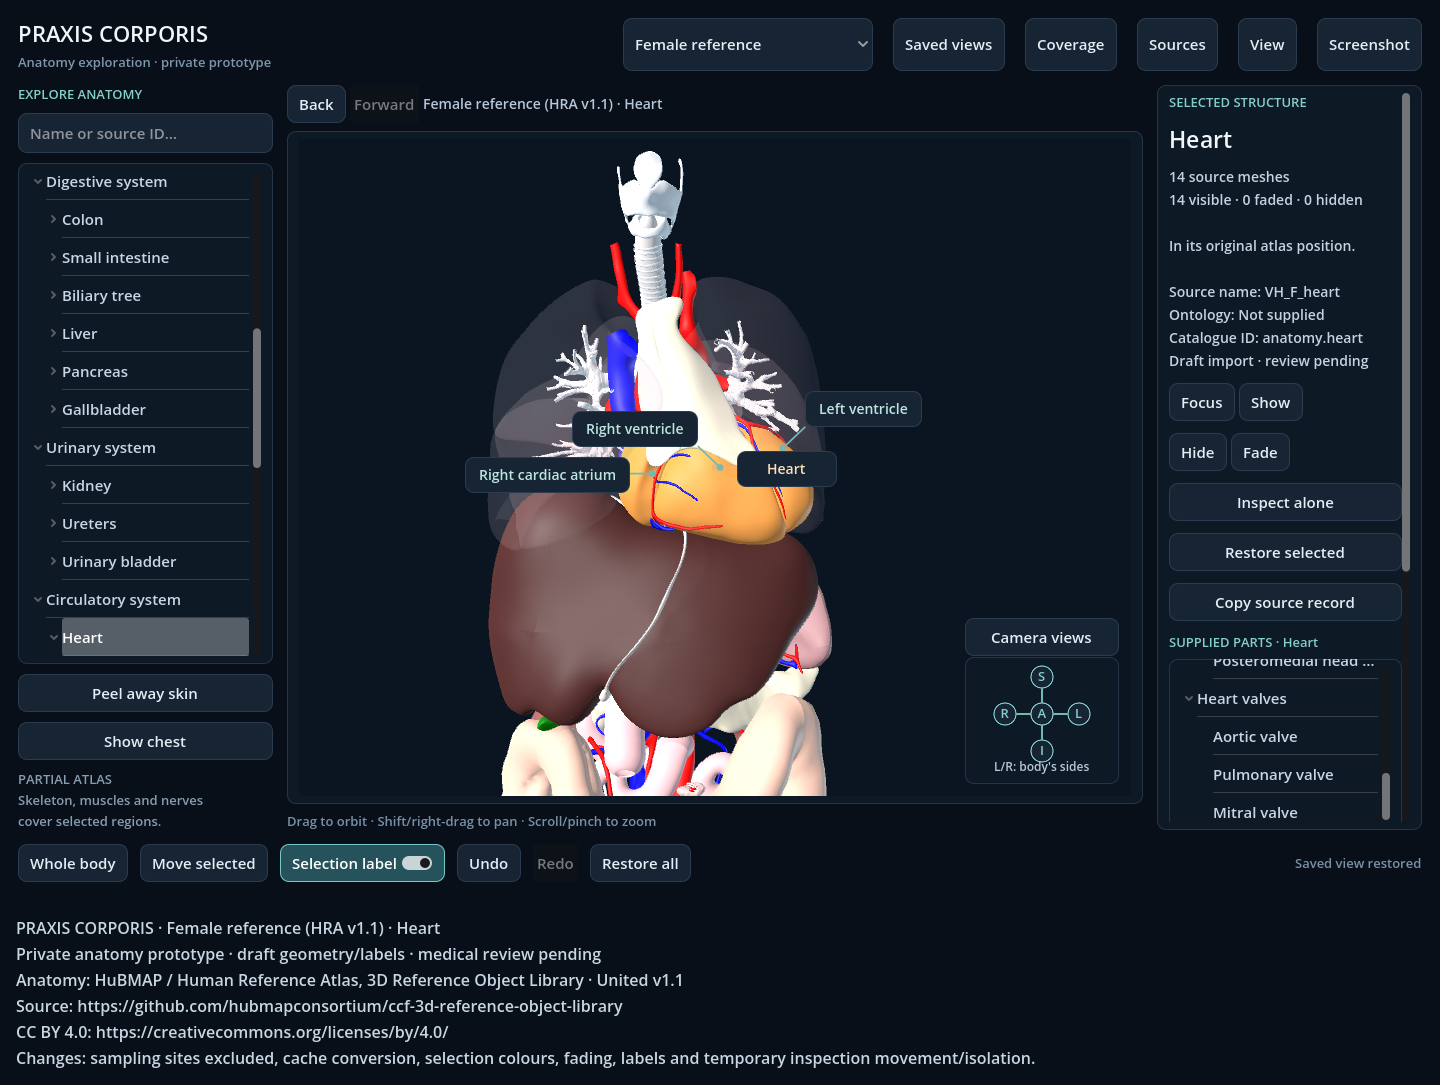 PRAXIS CORPORIS
Anatomy exploration · private prototype
Female reference
Saved views
Coverage
Sources
View
Screenshot
EXPLORE ANATOMY
Name or source ID...
Digestive system
Colon
Small intestine
Biliary tree
Liver
Pancreas
Gallbladder
Urinary system
Kidney
Ureters
Urinary bladder
Circulatory system
Heart
Peel away skin
Show chest
PARTIAL ATLAS
Skeleton, muscles and nerves
cover selected regions.
Back
Forward
Female reference (HRA v1.1) · Heart
Left ventricle
Right ventricle
Heart
Right cardiac atrium
Camera views
S
R
A
L
I
L/R: body's sides
Drag to orbit · Shift/right-drag to pan · Scroll/pinch to zoom
SELECTED STRUCTURE
Heart
14 source meshes
14 visible · 0 faded · 0 hidden
In its original atlas position.
Source name: VH_F_heart
Ontology: Not supplied
Catalogue ID: anatomy.heart
Draft import · review pending
Focus
Show
Hide
Fade
Inspect alone
Restore selected
Copy source record
SUPPLIED PARTS · Heart
Posteromedial head ...
Heart valves
Aortic valve
Pulmonary valve
Mitral valve
Whole body
Move selected
Selection label
Undo
Redo
Restore all
Saved view restored
PRAXIS CORPORIS · Female reference (HRA v1.1) · Heart
Private anatomy prototype · draft geometry/labels · medical review pending
Anatomy: HuBMAP / Human Reference Atlas, 3D Reference Object Library · United v1.1
Source: https://github.com/hubmapconsortium/ccf-3d-reference-object-library
CC BY 4.0: https://creativecommons.org/licenses/by/4.0/
Changes: sampling sites excluded, cache conversion, selection colours, fading, labels and temporary inspection movement/isolation.